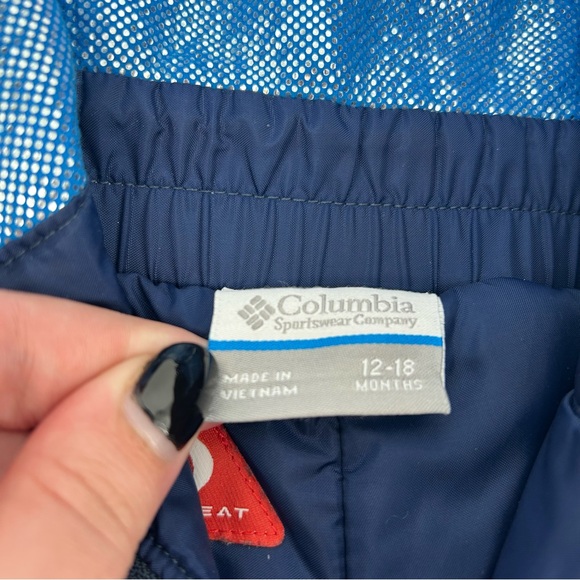 Columbia
Sportswear Company
MADE IN
VIETNAM
12-18
MONTHS
EAT